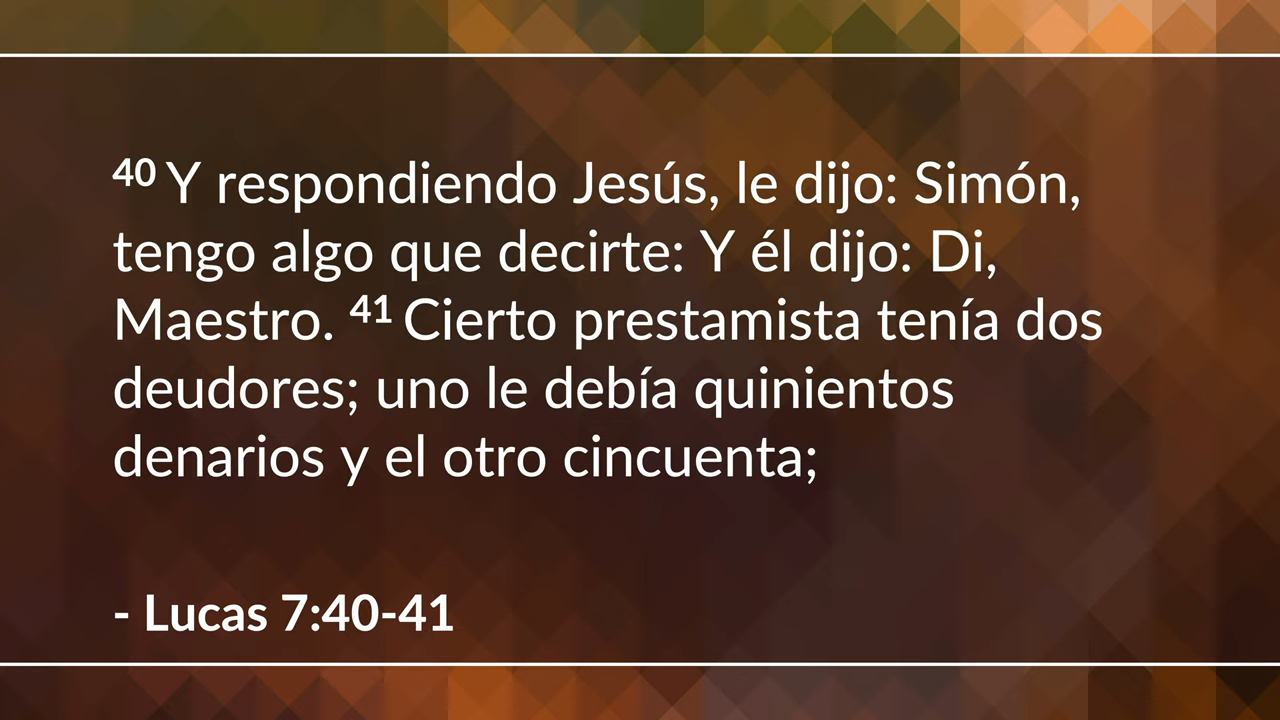 40 Y respondiendo Jesús, le dijo: Simón,
tengo algo que decirte: Y él dijo: Di,
Maestro. 41 Cierto prestamista tenía dos
deudores; uno le debía quinientos
denarios y el otro cincuenta;
- Lucas 7:40-41